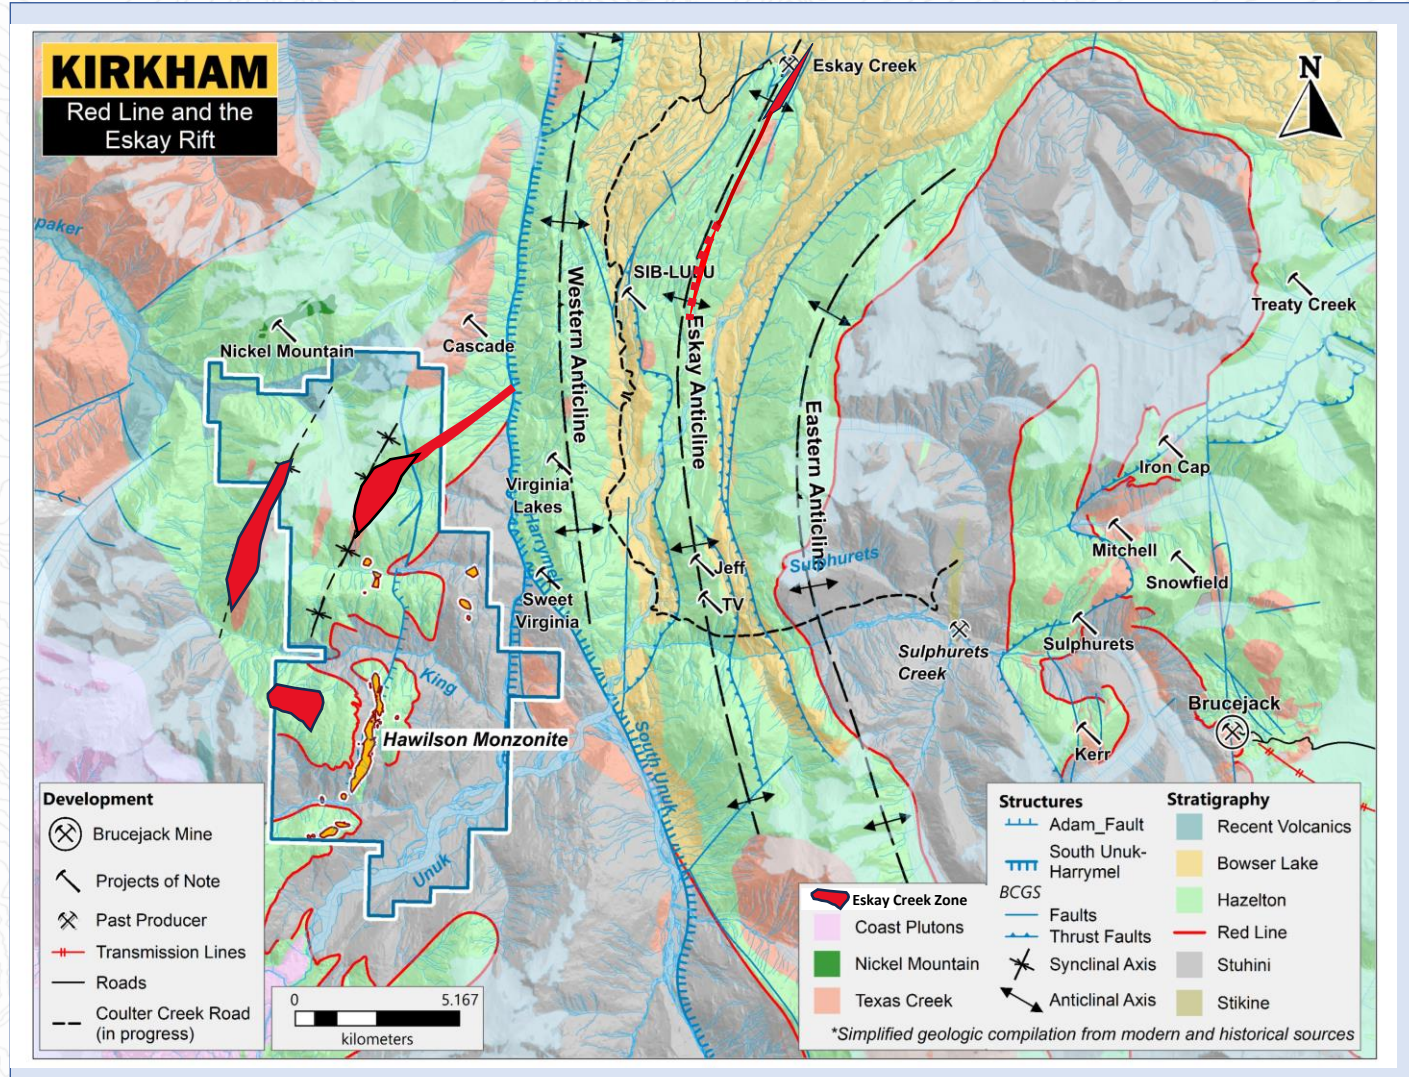 KIRKHAM
Red Line and the
Eskay Rift
N
Eskay Creek
paker
SIB-LULU
Western Anticline
Eskay Anticline
Eastern Anticline
Treaty Creek
Nickel Mountain
Cascade
Iron Cap
Virginia
Lakes
Harrymel
Mitchell
Snowfield
Sulphurets
Jeff
TV
Sweet
Virginia
Sulphurets
Creek
Sulphurets
King
Brucejack
Hawilson Monzonite
South Unuk
Kerr
Unuk
Development
Brucejack Mine
Projects of Note
Past Producer
Transmission Lines
Roads
Coulter Creek Road
(in progress)
0 5.167
kilometers
Structures
Adam_Fault
South Unuk-
Harrymel
BCGS
Faults
Thrust Faults
Synclinal Axis
Anticlinal Axis
Stratigraphy
Recent Volcanics
Bowser Lake
Hazelton
Red Line
Stuhini
Stikine
Eskay Creek Zone
Coast Plutons
Nickel Mountain
Texas Creek
*Simplified geologic compilation from modern and historical sources